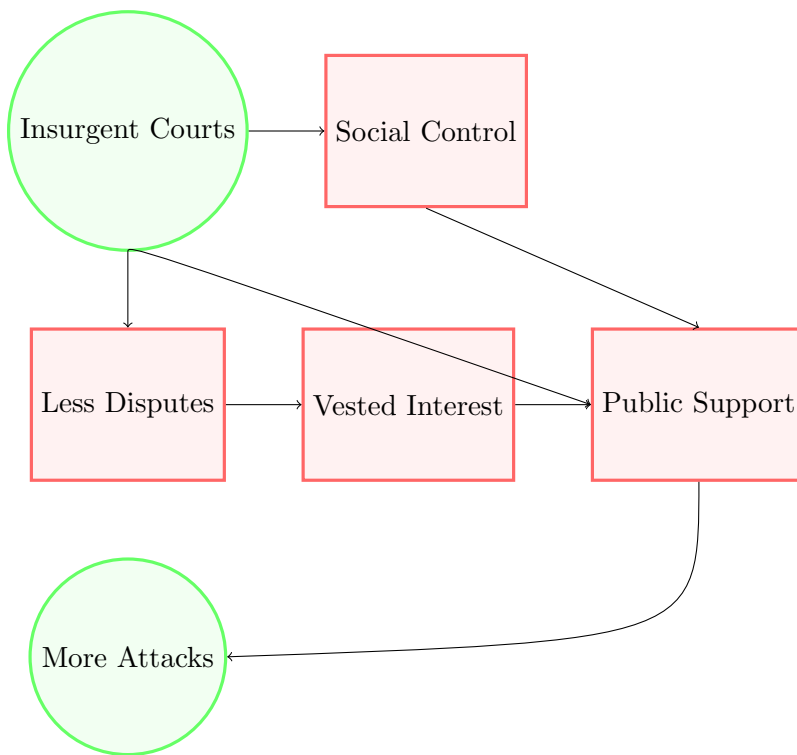 Insurgent Courts
Social Control
Less Disputes
Vested Interest
Public Support
More Attacks